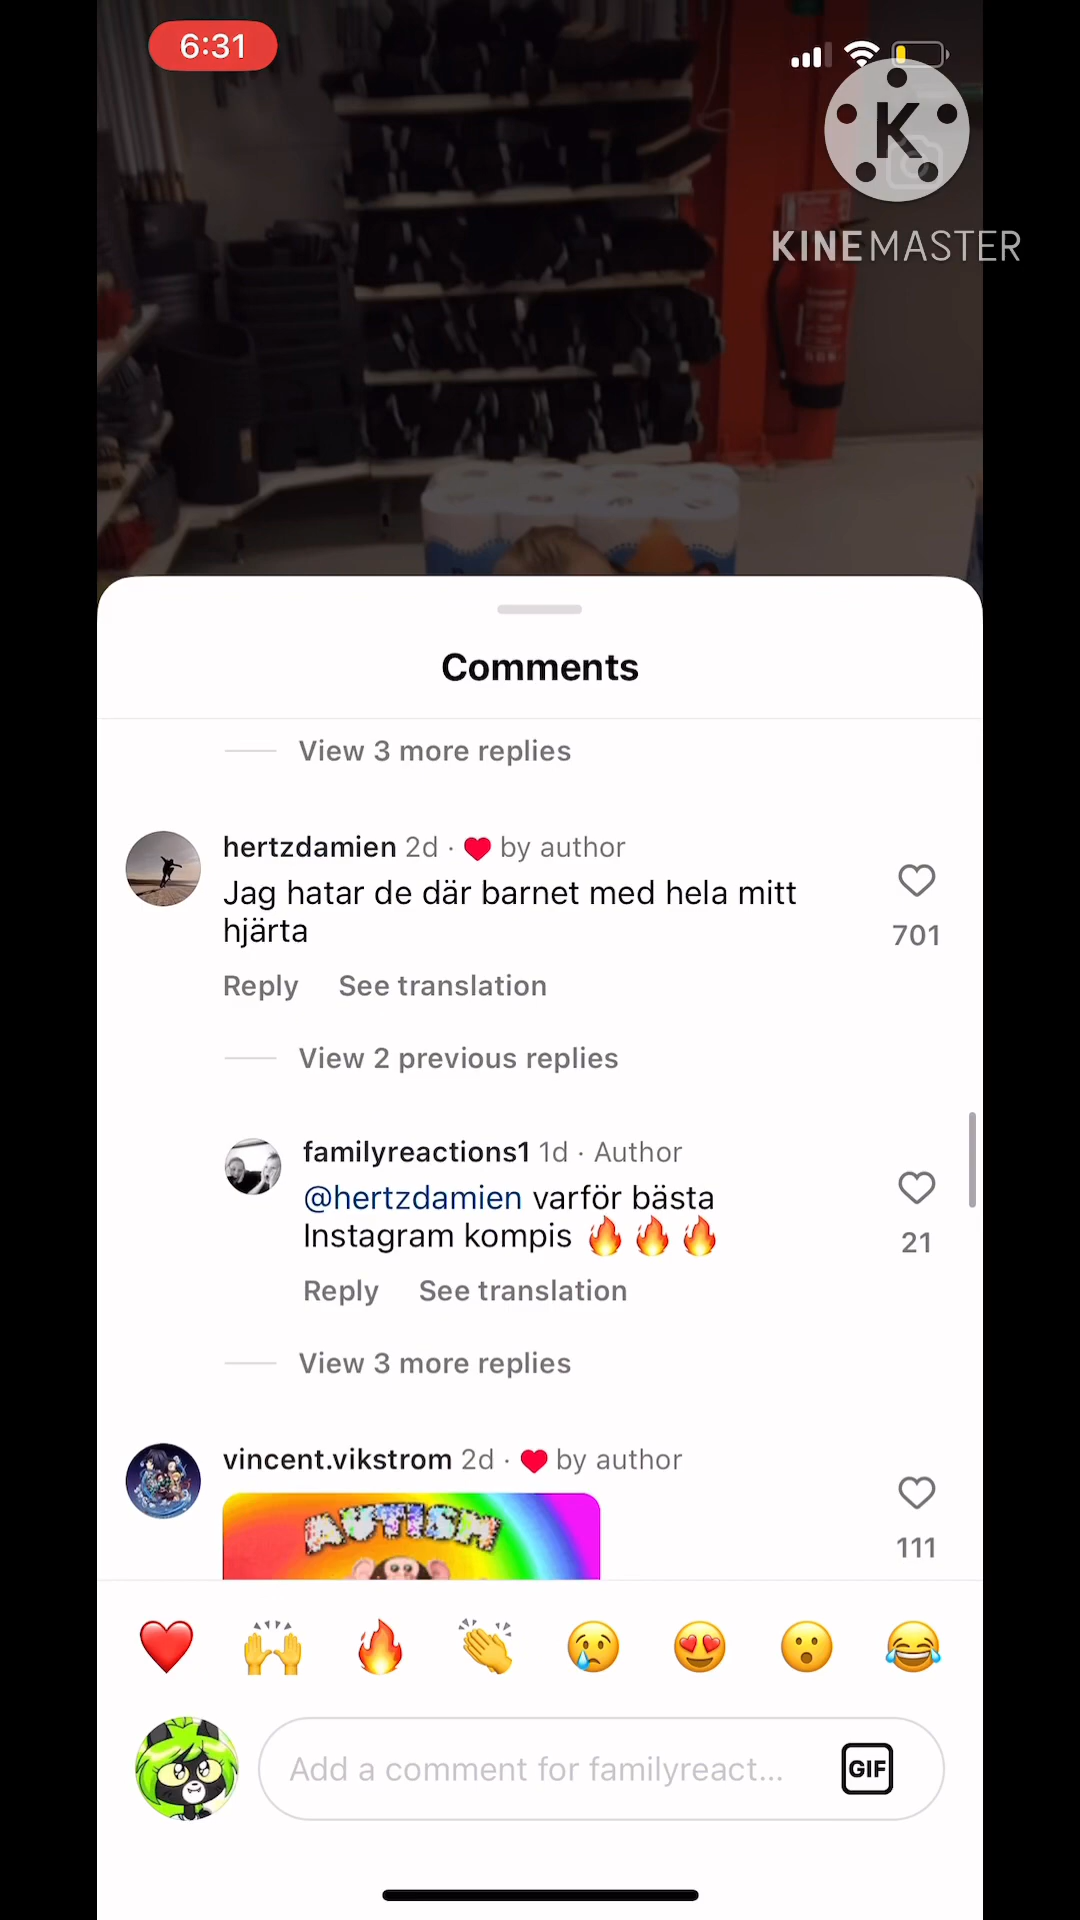 6:31
K
KINEMASTER
Comments
View 3 more replies
hertzdamien 2d · ❤️ by author
Jag hatar de där barnet med hela mitt
hjärta
701
Reply See translation
View 2 previous replies
familyreactions1 1d · Author
@hertzdamien varför bästa
Instagram kompis 🔥🔥🔥
21
Reply See translation
View 3 more replies
vincent.vikstrom 2d · ❤️ by author
AUTISM
111
Add a comment for familyreact...
GIF